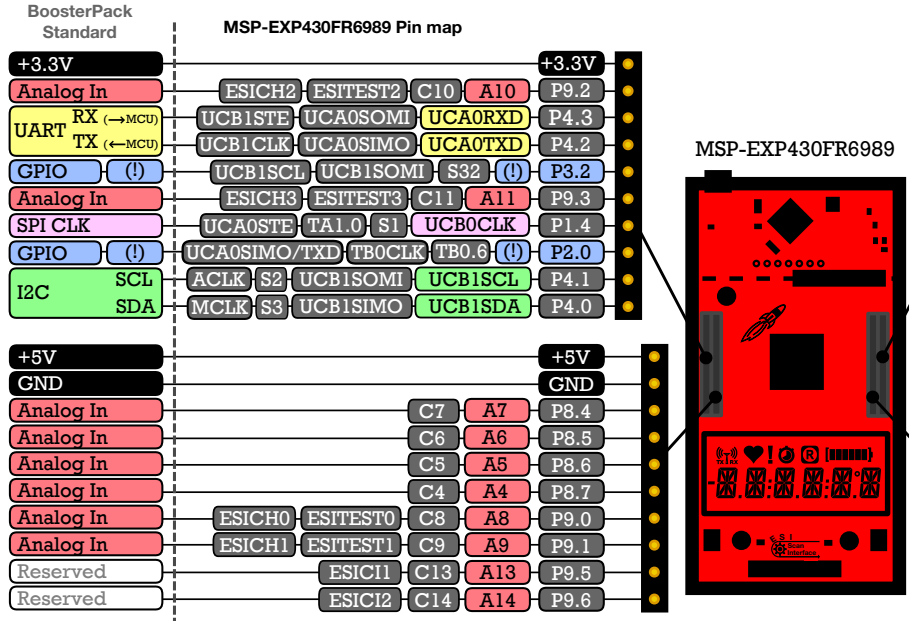 BoosterPack
Standard
MSP-EXP430FR6989 Pin map
+3.3V +3.3V
Analog In ESICH2 ESITEST2 C10 A10 P9.2
UART RX (→MCU) UCB1STE UCA0SOMI UCA0RXD P4.3
TX (←MCU) UCB1CLK UCA0SIMO UCA0TXD P4.2
GPIO (!) UCB1SCL UCB1SOMI S32 (!) P3.2
Analog In ESICH3 ESITEST3 C11 A11 P9.3
SPI CLK UCA0STE TA1.0 S1 UCB0CLK P1.4
GPIO (!) UCA0SIMO/TXD TB0CLK TB0.6 (!) P2.0
I2C SCL ACLK S2 UCB1SOMI UCB1SCL P4.1
SDA MCLK S3 UCB1SIMO UCB1SDA P4.0
+5V +5V
GND GND
Analog In C7 A7 P8.4
Analog In C6 A6 P8.5
Analog In C5 A5 P8.6
Analog In C4 A4 P8.7
Analog In ESICH0 ESITEST0 C8 A8 P9.0
Analog In ESICH1 ESITEST1 C9 A9 P9.1
Reserved ESICI1 C13 A13 P9.5
Reserved ESICI2 C14 A14 P9.6
MSP-EXP430FR6989
TX RX ! R
E S I
Scan
Interface